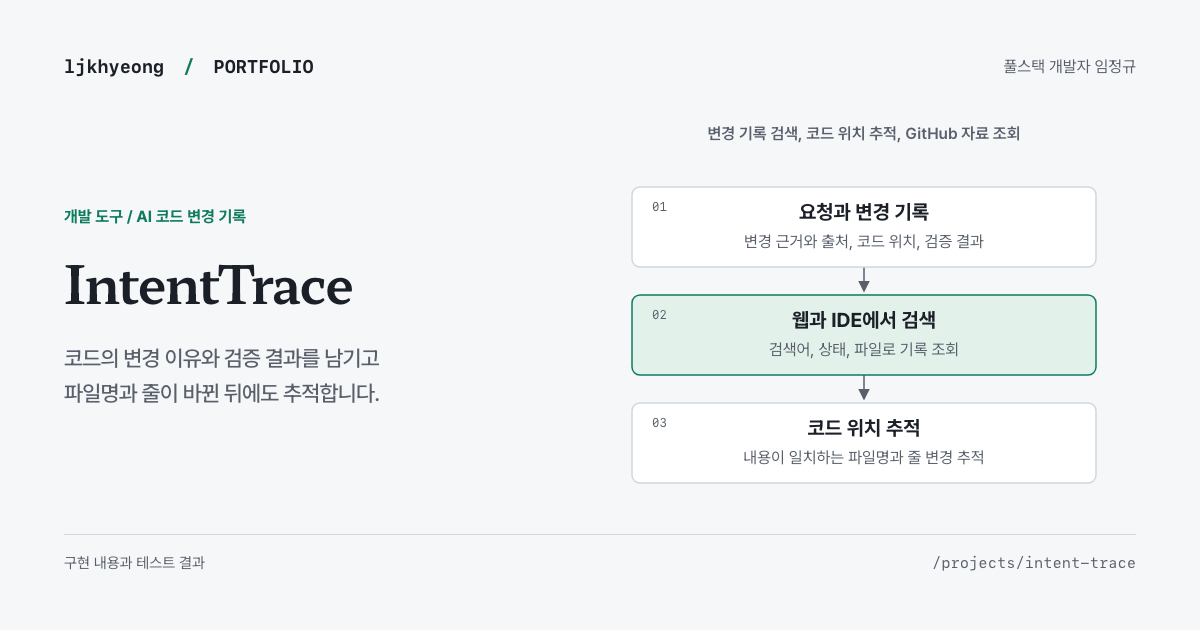 ljkhyeong / PORTFOLIO
풀스택 개발자 임정규
변경 기록 검색, 코드 위치 추적, GitHub 자료 조회
개발 도구 / AI 코드 변경 기록
IntentTrace
코드의 변경 이유와 검증 결과를 남기고
파일명과 줄이 바뀐 뒤에도 추적합니다.
01
요청과 변경 기록
변경 근거와 출처, 코드 위치, 검증 결과
02
웹과 IDE에서 검색
검색어, 상태, 파일로 기록 조회
03
코드 위치 추적
내용이 일치하는 파일명과 줄 변경 추적
구현 내용과 테스트 결과
/projects/intent-trace